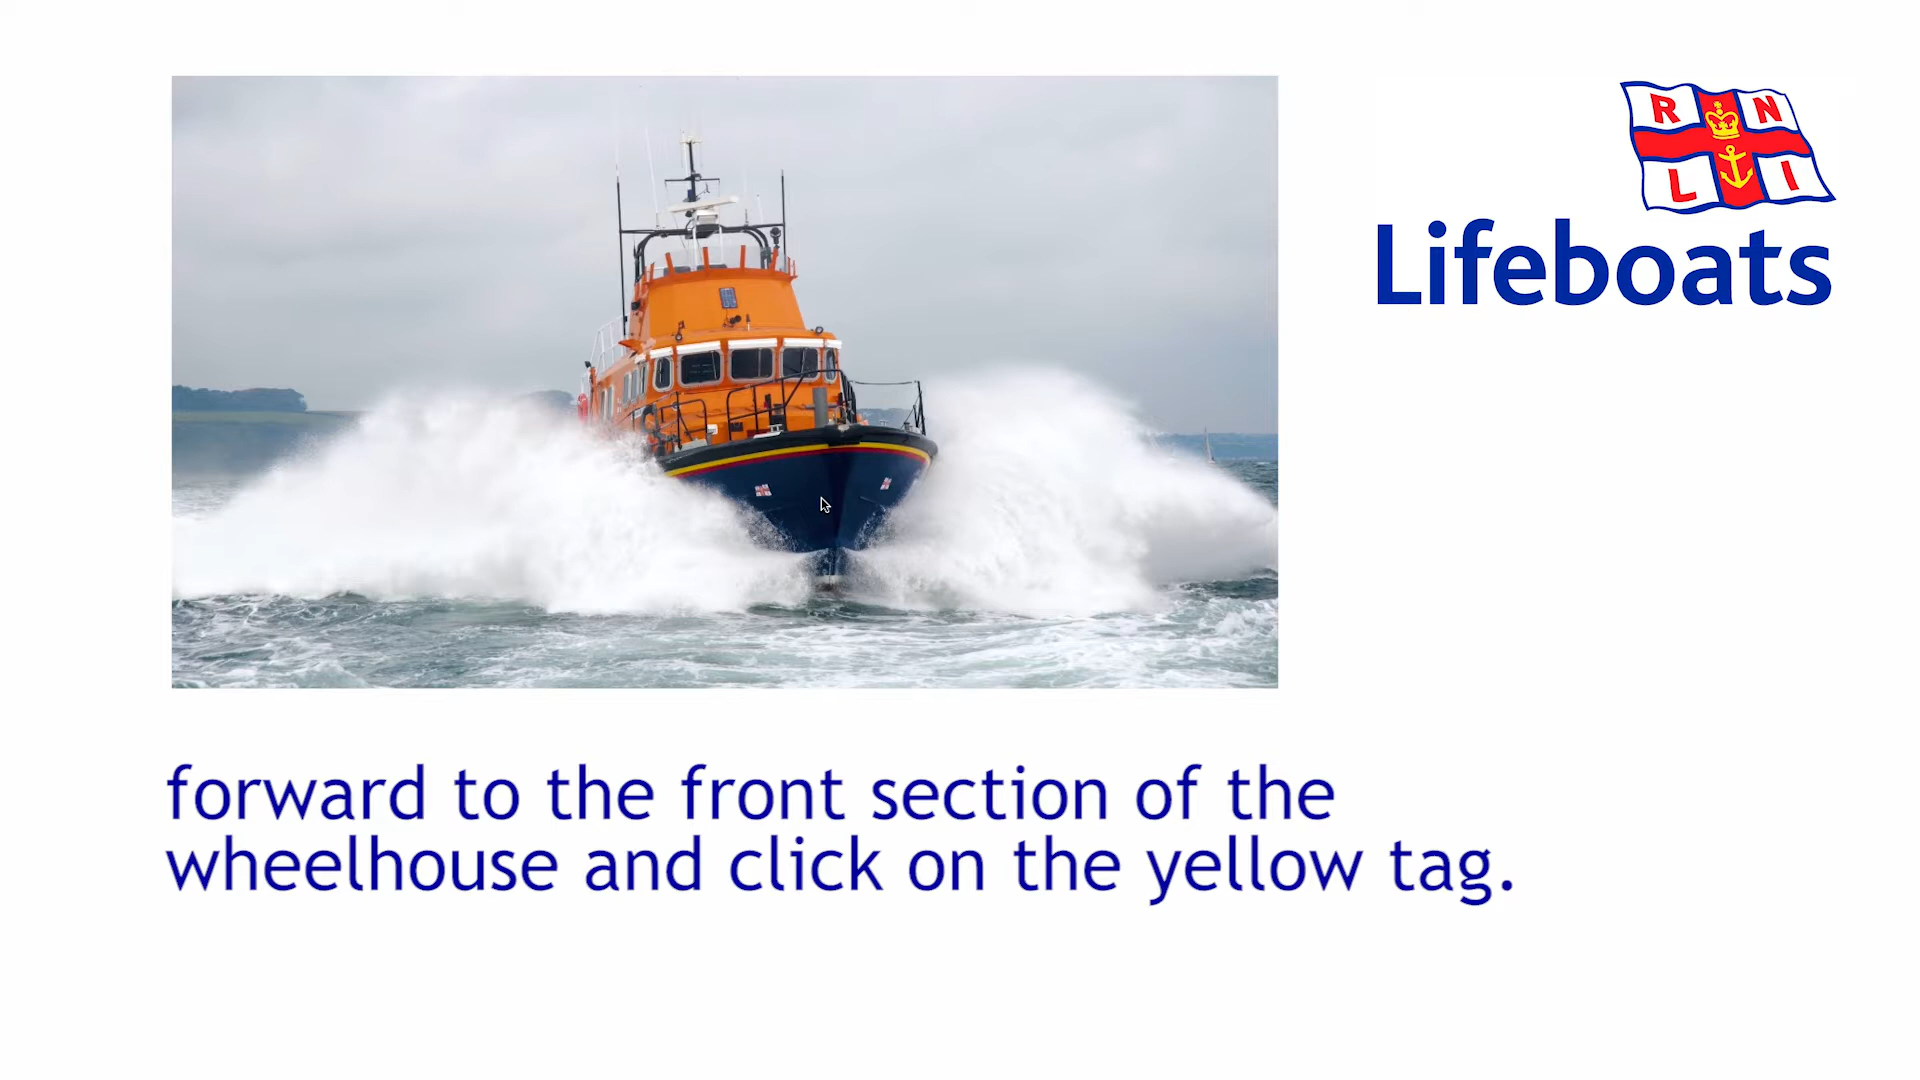 R N
L I
Lifeboats
forward to the front section of the
wheelhouse and click on the yellow tag.